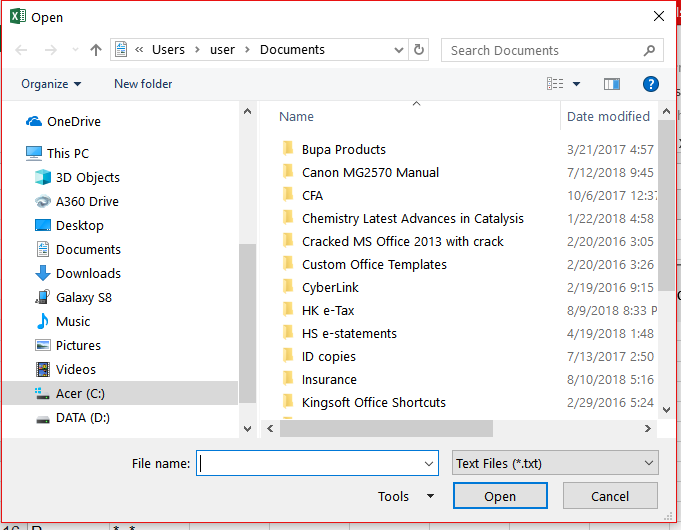 Open
Users > user > Documents
Search Documents
Organize
New folder
Name
Date modified
OneDrive
This PC
3D Objects
A360 Drive
Desktop
Documents
Downloads
Galaxy S8
Music
Pictures
Videos
Acer (C:)
DATA (D:)
Bupa Products 3/21/2017 4:57
Canon MG2570 Manual 7/12/2018 9:45
CFA 10/6/2017 12:37
Chemistry Latest Advances in Catalysis 1/22/2018 4:58
Cracked MS Office 2013 with crack 2/20/2016 3:05
Custom Office Templates 2/20/2016 3:26
CyberLink 2/19/2016 9:15
HK e-Tax 8/9/2018 8:33 P
HS e-statements 4/19/2018 1:48
ID copies 7/13/2017 2:50
Insurance 8/10/2018 5:16
Kingsoft Office Shortcuts 2/29/2016 5:24
File name:
Text Files (*.txt)
Tools
Open
Cancel